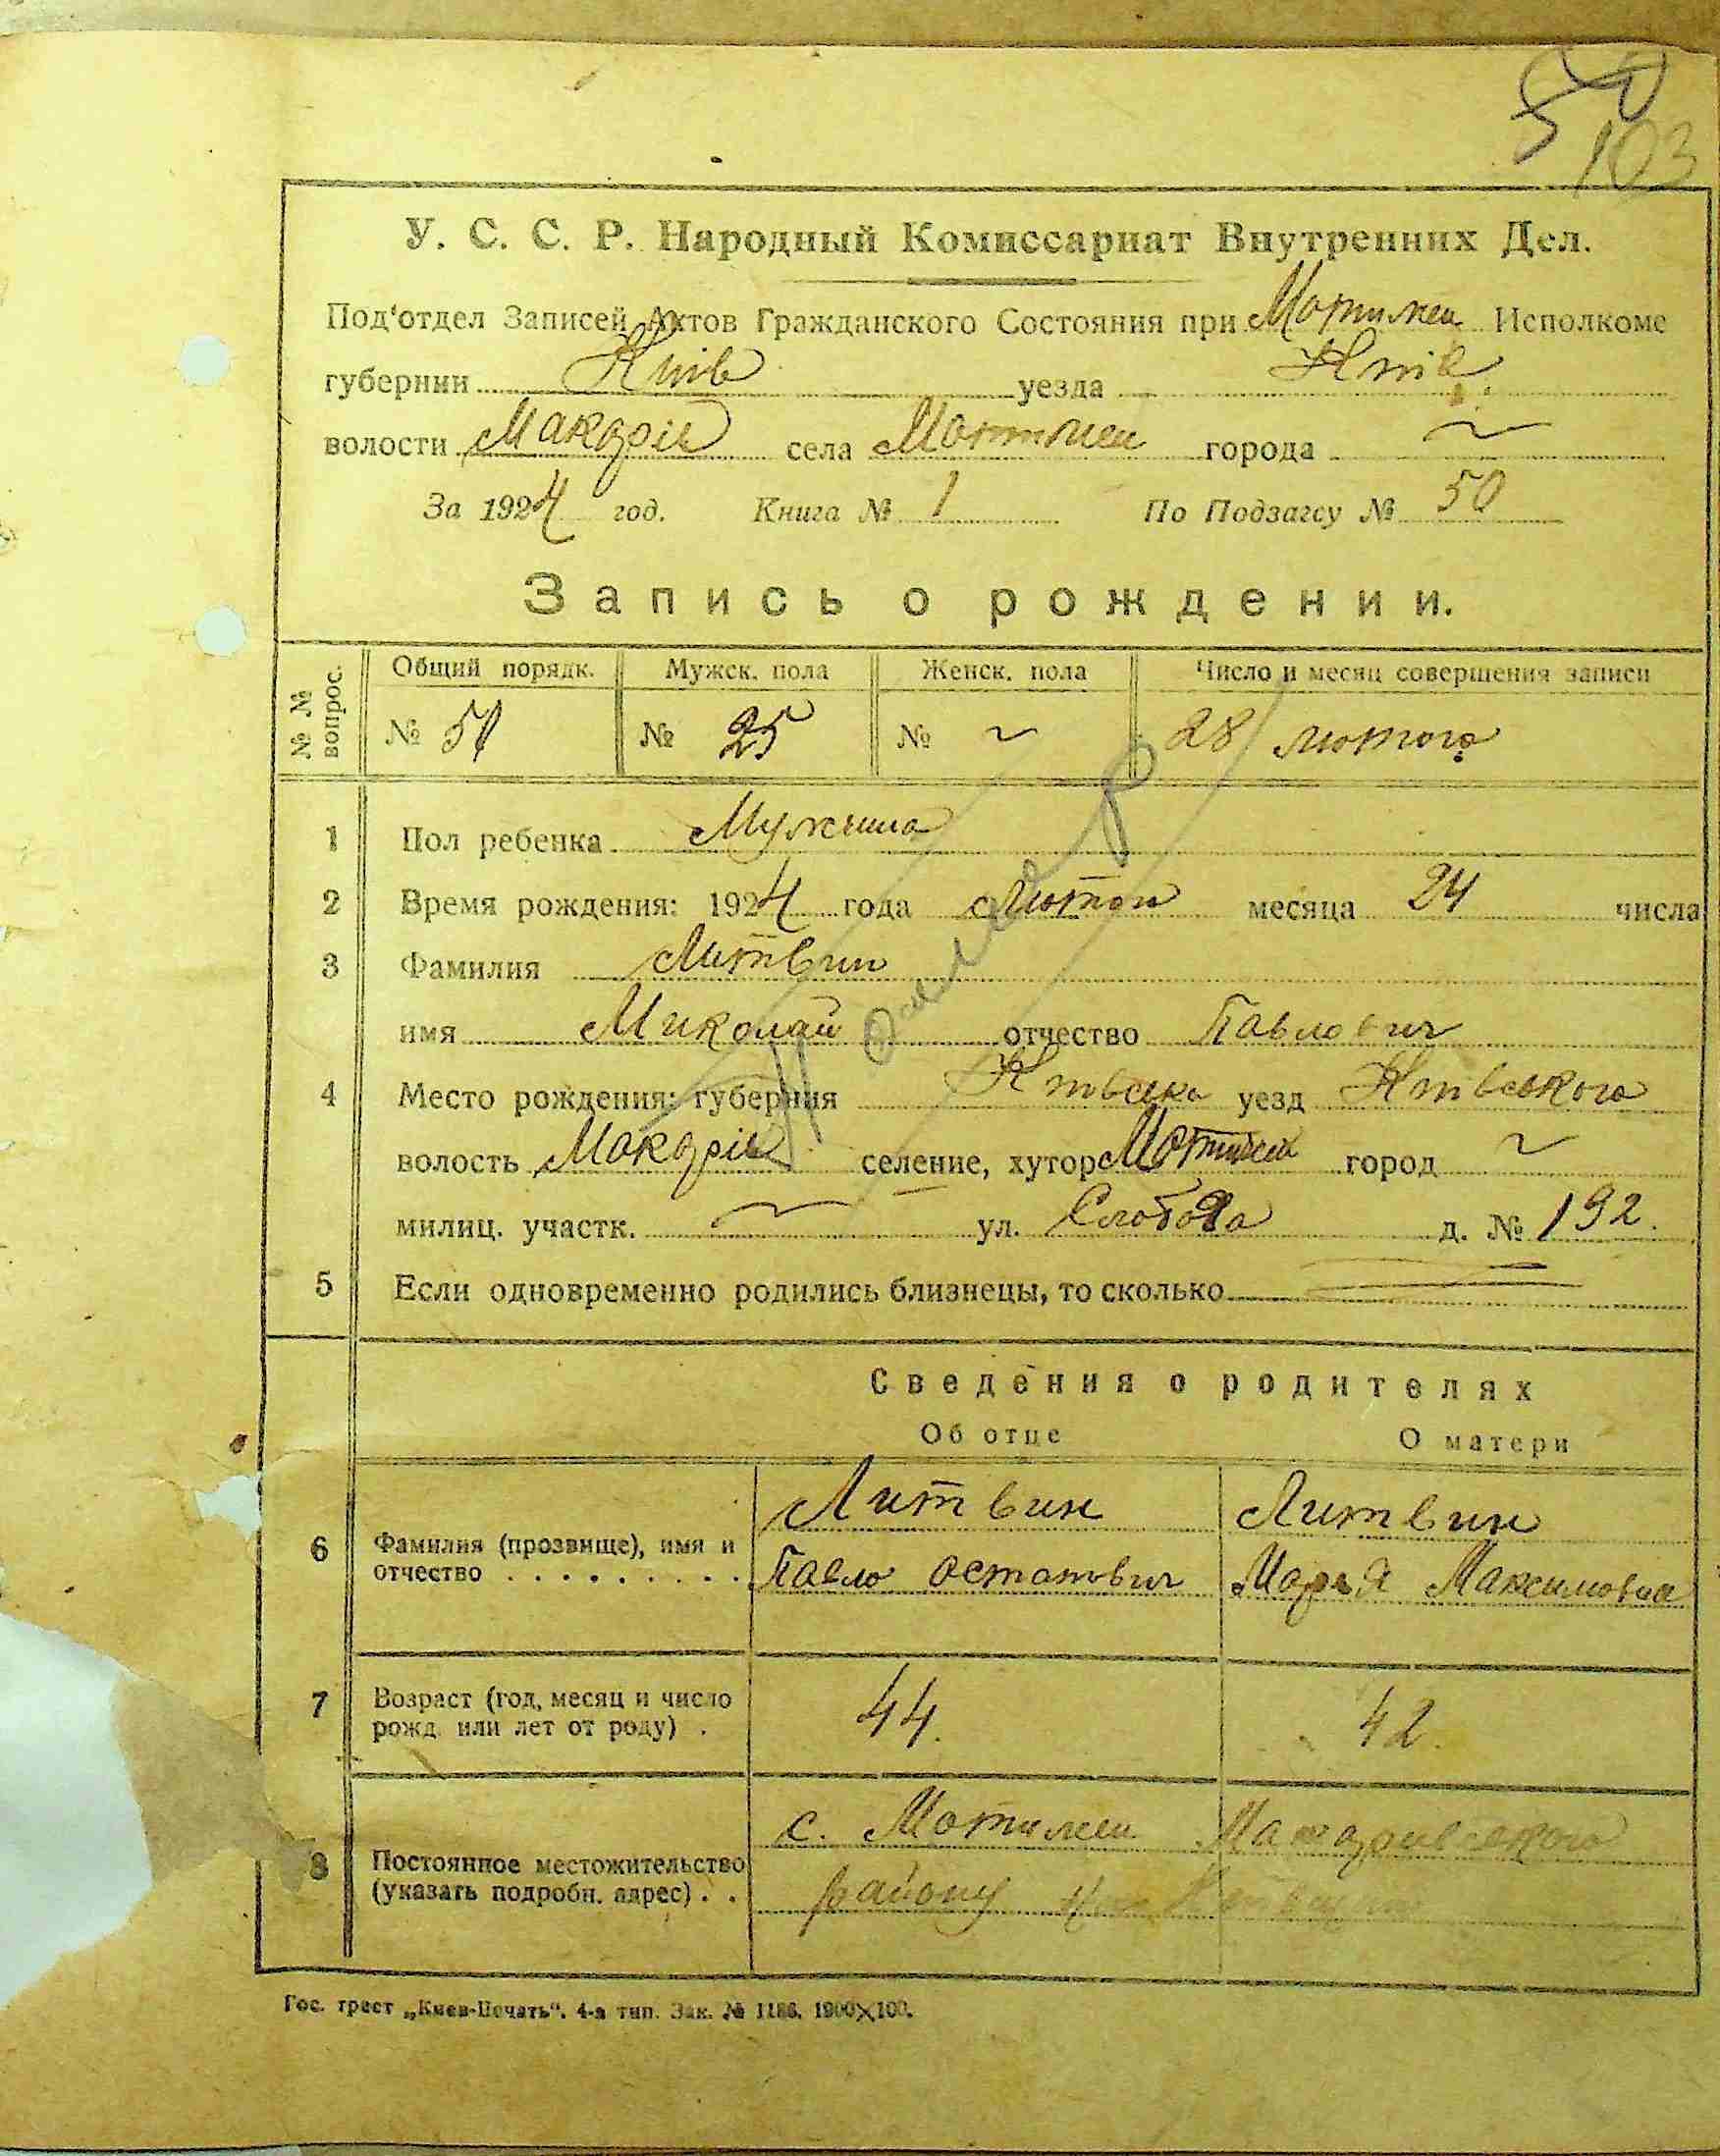 50
103
У. С. С. Р. Народный Комиссариат Внутренних Дел.
Под'отдел Записей Актов Гражданского Состояния при Мотижен Исполкоме
губернии Київ уезда Київ
волости Макарів села Мотижен города ~
За 1924 год. Книга № 1 По Подзагсу № 50
Запись о рождении.
№ № вопрос. Общий порядк. Мужск. пола Женск. пола Число и месяц совершения записи
№ № 25 № ~ 28 лютого
1 Пол ребенка Мужчина
2 Время рождения: 1924 года месяца 24 числа
3 Фамилия Литвин
имя Миколай отчество Павлович
4 Место рождения: губерния Київська уезд Київського
волость Макарів селение, хутор Мотижен город ~
милиц. участк. ~ ул. Слобода д. № 192.
5 Если одновременно родились близнецы, то сколько
Сведения о родителях
Об отце О матери
Литвин Литвин
6 Фамилия (прозвище), имя и
отчество . . . . . . . . . Павло Остапович Марья Максимовна
7 Возраст (год, месяц и число
рожд. или лет от роду) . 44. 42.
с. Мотижен Макарівського
8 Постоянное местожительство
(указать подробн. адрес) . . району
Гос. трест „Киев-Печать“. 4-я тип. Зак. № 1186. 1900×100.